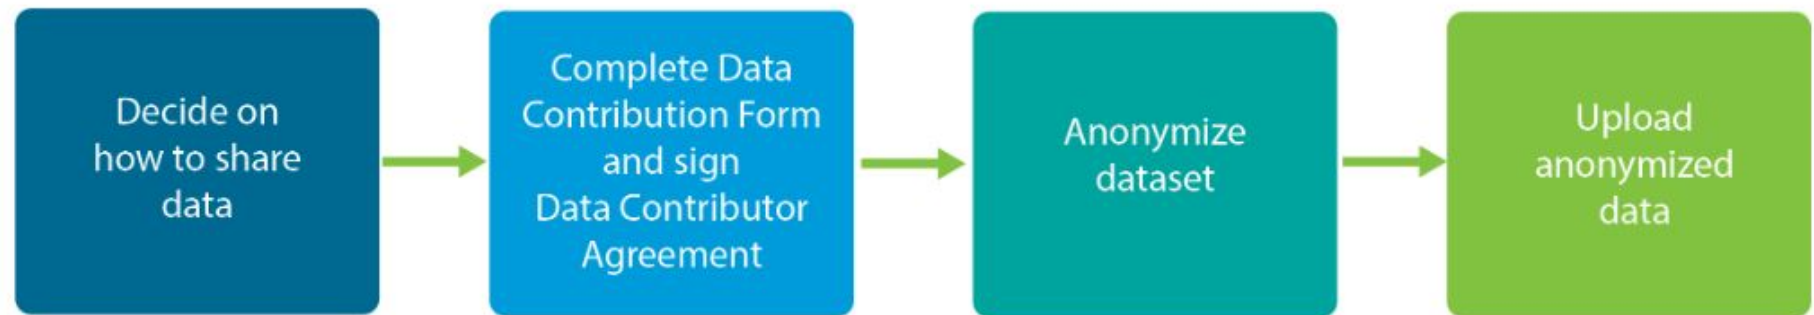 Decide on
how to share
data
Complete Data
Contribution Form
and sign
Data Contributor
Agreement
Anonymize
dataset
Upload
anonymized
data